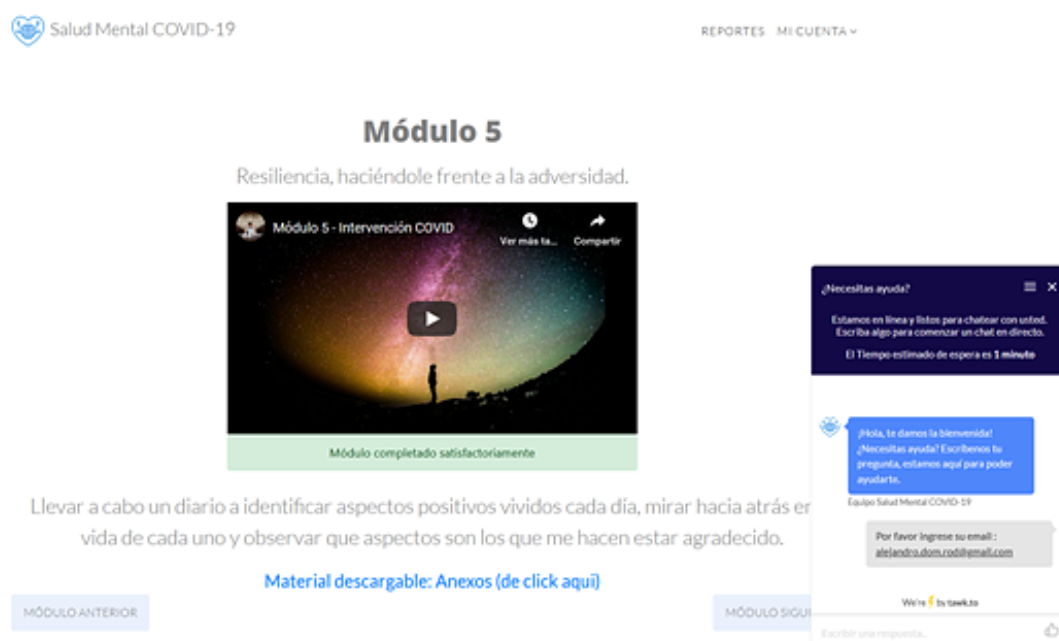 Salud Mental COVID-19
REPORTES MI CUENTA
Módulo 5
Resiliencia, haciéndole frente a la adversidad.
Módulo 5 - Intervención COVID
Ver más ta...
Compartir
Módulo completado satisfactoriamente
Llevar a cabo un diario a identificar aspectos positivos vividos cada día, mirar hacia atrás en
vida de cada uno y observar que aspectos son los que me hacen estar agradecido.
Material descargable: Anexos (de click aquí)
MÓDULO ANTERIOR
MÓDULO SIGUI
¿Necesitas ayuda?
Estamos en línea y listos para chatear con usted.
Escriba algo para comenzar un chat en directo.
El Tiempo estimado de espera es 1 minuto
¡Hola, te damos la bienvenida!
¿Necesitas ayuda? Escríbenos tu
pregunta, estamos aquí para poder
ayudarte.
Equipo Salud Mental COVID-19
Por favor ingrese su email :
alejandro.dom.rod@gmail.com
We're by tawk.to
Escribir una respuesta..